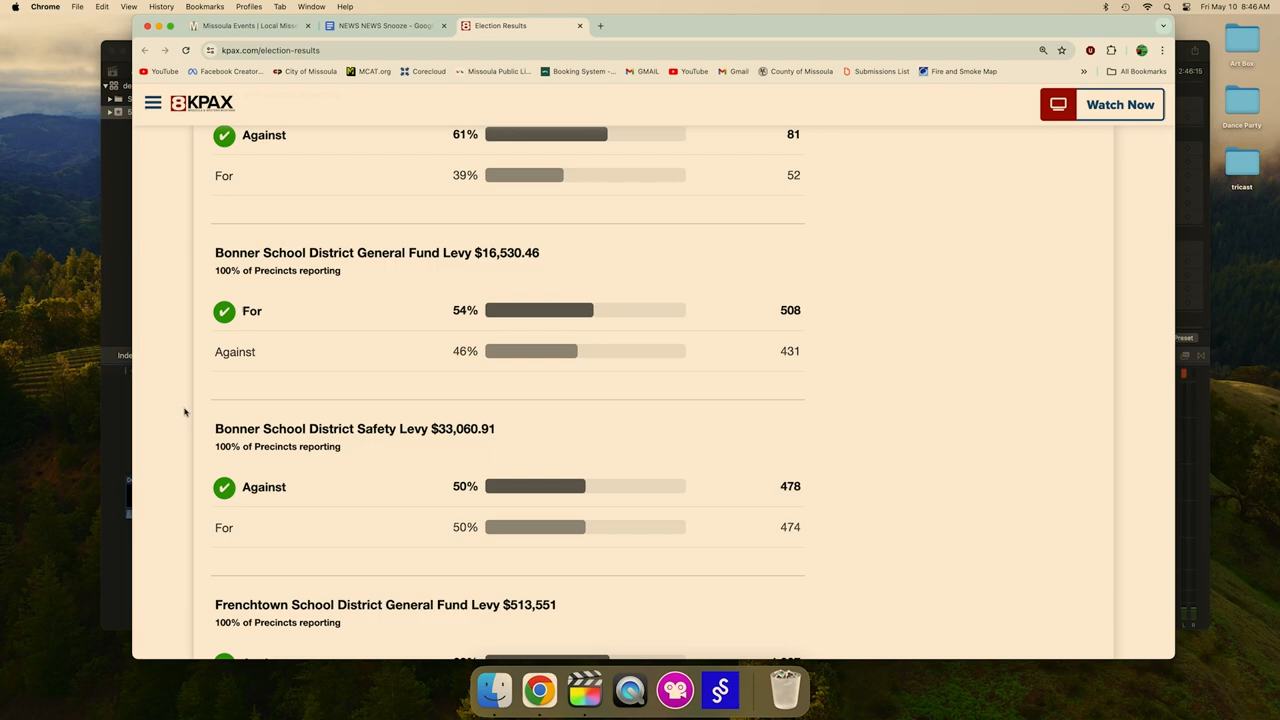 Chrome File Edit View History Bookmarks Profiles Tab Window Help Fri May 10 8:46 AM
Missoula Events | Local Miss NEWS NEWS Snooze - Goog Election Results
kpax.com/election-results
YouTube Facebook Creator... City of Missoula MCAT.org Corecloud Missoula Public Li... Booking System -... GMAIL YouTube Gmail County of Missoula Submissions List Fire and Smoke Map » All Bookmarks
8KPAX Watch Now
2:46:15
Art Box
Dance Party
tricast
Against 61% 81
For 39% 52
Bonner School District General Fund Levy $16,530.46
100% of Precincts reporting
For 54% 508
Against 46% 431
Preset
Inde
Bonner School District Safety Levy $33,060.91
100% of Precincts reporting
Against 50% 478
For 50% 474
Frenchtown School District General Fund Levy $513,551
100% of Precincts reporting
L R